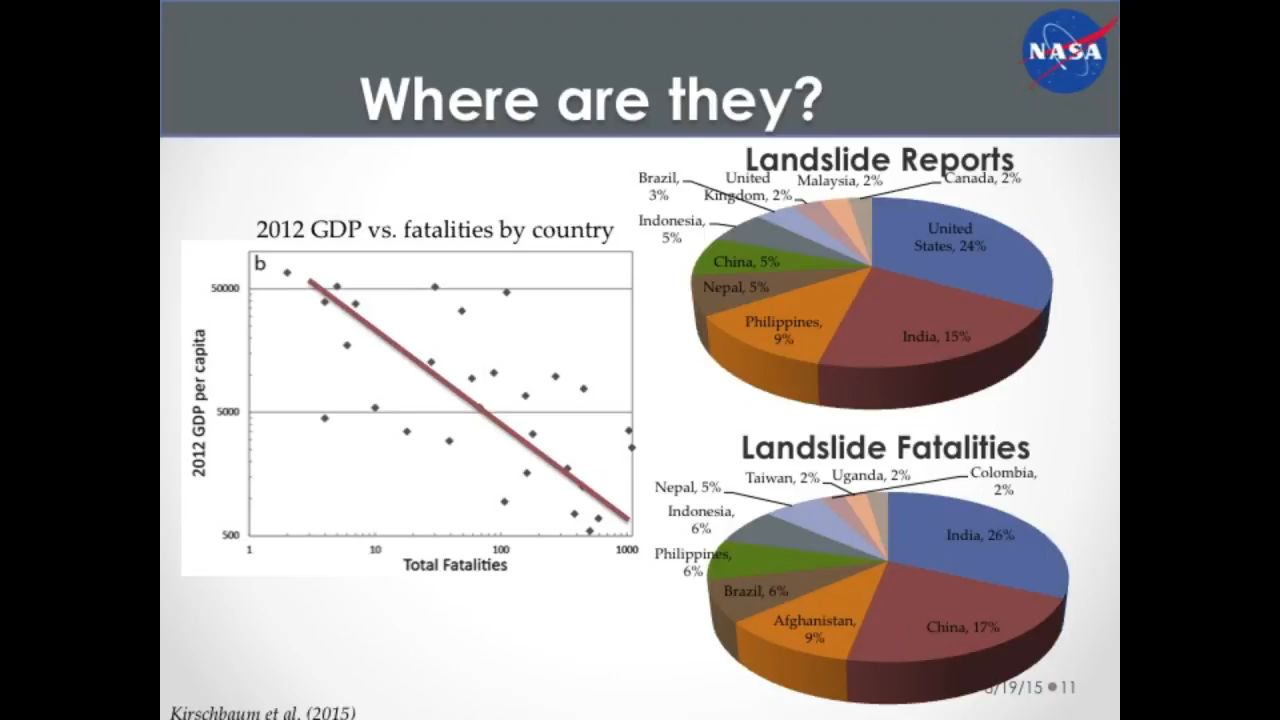 NASA
Where are they?
Landslide Reports
Brazil,
3%
United
Kingdom, 2%
Malaysia, 2%
Canada, 2%
Indonesia,
5%
United
States, 24%
China, 5%
Nepal, 5%
Philippines,
9%
India, 15%
2012 GDP vs. fatalities by country
b
50000
5000
500
2012 GDP per capita
1
10
100
1000
Total Fatalities
Landslide Fatalities
Nepal, 5%
Taiwan, 2%
Uganda, 2%
Colombia,
2%
Indonesia,
6%
India, 26%
Philippines,
6%
Brazil, 6%
Afghanistan,
9%
China, 17%
/19/15
11
Kirschbaum et al. (2015)